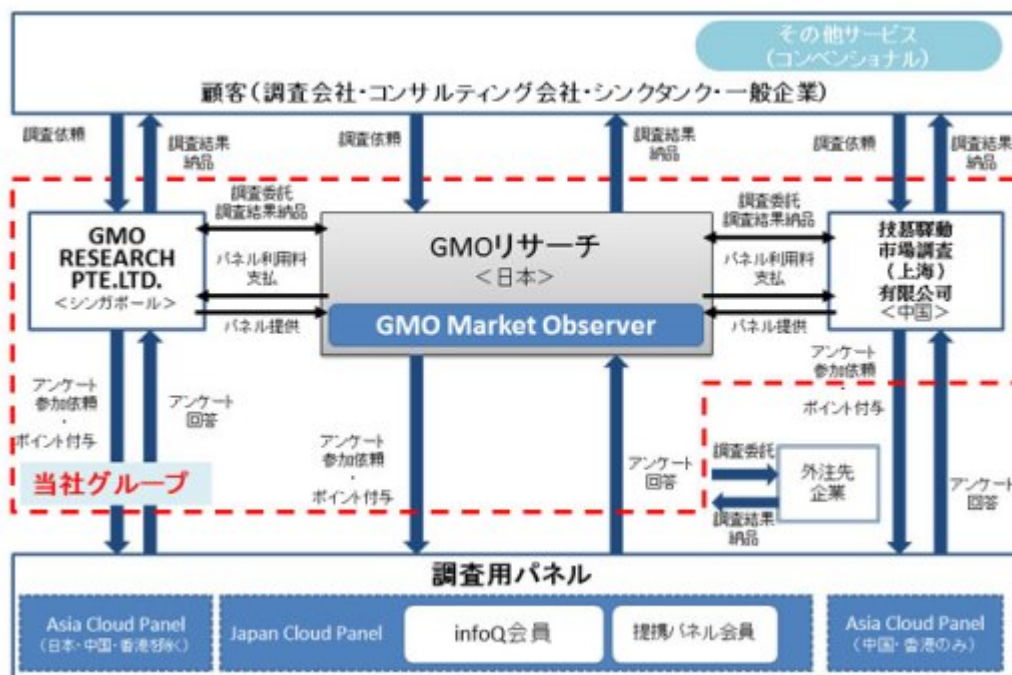 その他サービス
(コンベンショナル)
顧客(調査会社・コンサルティング会社・シンクタンク・一般企業)
調査依頼
調査結果
納品
調査依頼
調査結果
納品
調査依頼
調査結果
納品
GMO
RESEARCH
PTE.LTD.
<シンガポール>
調査委託
調査結果納品
パネル利用料
支払
パネル提供
GMOリサーチ
<日本>
GMO Market Observer
調査委託
調査結果納品
パネル利用料
支払
パネル提供
技慕驱動
市場調査
(上海)
有限公司
<中国>
アンケート
参加依頼
・
ポイント付与
アンケート
回答
アンケート
参加依頼
・
ポイント付与
アンケート
回答
アンケート
参加依頼
・
ポイント付与
アンケート
回答
当社グループ
調査委託
外注先
企業
調査結果
納品
調査用パネル
Asia Cloud Panel
(日本・中国・香港を除く)
Japan Cloud Panel
infoQ会員
提携パネル会員
Asia Cloud Panel
(中国・香港のみ)